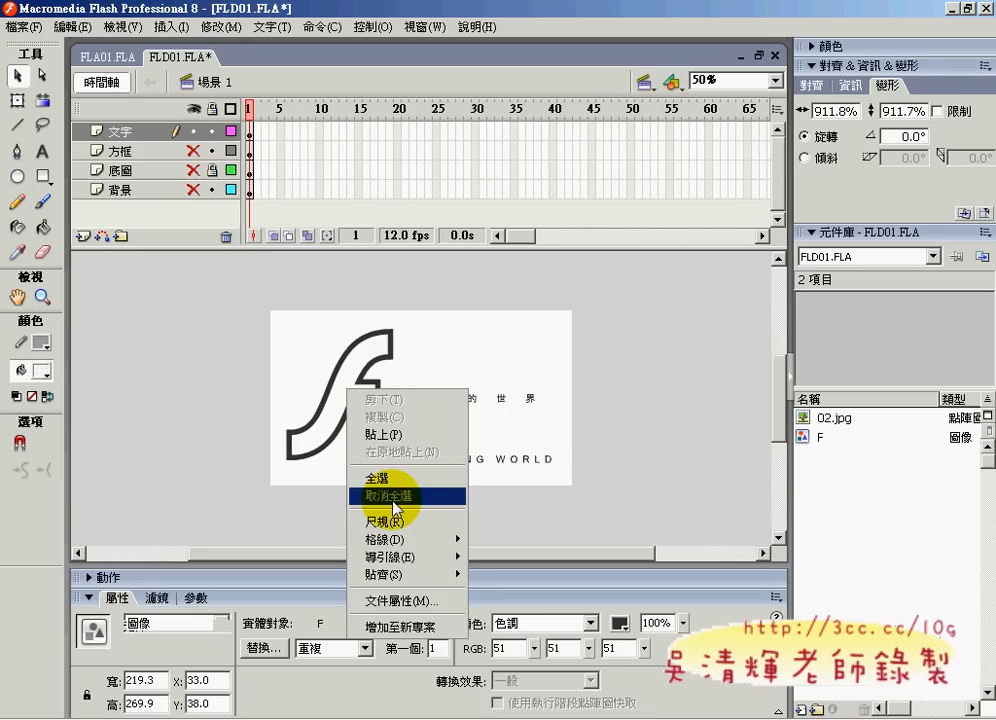 Macromedia Flash Professional 8 - [FLD01.FLA*]
檔案(F) 編輯(E) 檢視(V) 插入(I) 修改(M) 文字(T) 命令(C) 控制(O) 視窗(W) 說明(H)
工具
檢視
顏色
選項
FLA01.FLA FLD01.FLA*
時間軸 場景 1 50%
1 5 10 15 20 25 30 35 40 45 50 55 60 65
文字
方框
底圖
背景
1 12.0 fps 0.0s
的 世 界
NG WORLD
剪下(T)
複製(C)
貼上(P)
在原地貼上(N)
全選
取消全選
尺規(R)
格線(D)
導引線(E)
貼齊(S)
文件屬性(M)...
增加至新專案
動作
屬性 濾鏡 參數
圖像 實體對象: F 顏色: 色調 100%
替換... 重複 第一個: 1 RGB: 51 51 51
寬: 219.3 X: 33.0 轉換效果: 一般
高: 269.9 Y: 38.0 使用執行階段點陣圖快取
顏色
對齊 & 資訊 & 變形
對齊 資訊 變形
911.8% 911.7% 限制
旋轉 0.0°
傾斜 0.0° 0.0°
元件庫 - FLD01.FLA
FLD01.FLA
2 項目
名稱 類型
02.jpg 點陣圖
F 圖像
http://3cc.cc/10g
吳清輝老師錄製